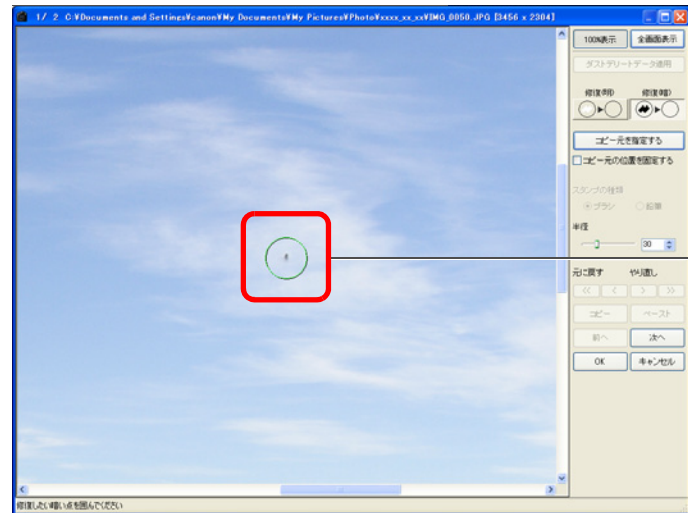 1/ 2 C:¥Documents and Settings¥canon¥My Documents¥My Pictures¥Photo¥xxxx_xx_xx¥IMG_0050.JPG [3456 x 2304]
100%表示 全画面表示
ダストデリートデータ適用
修復(明) 修復(暗)
コピー元を指定する
コピー元の位置を固定する
スタンプの種類
ブラシ 鉛筆
半径
30
元に戻す やり直し
<< < > >>
コピー ペースト
前へ 次へ
OK キャンセル
修復したい暗い点を囲んでください